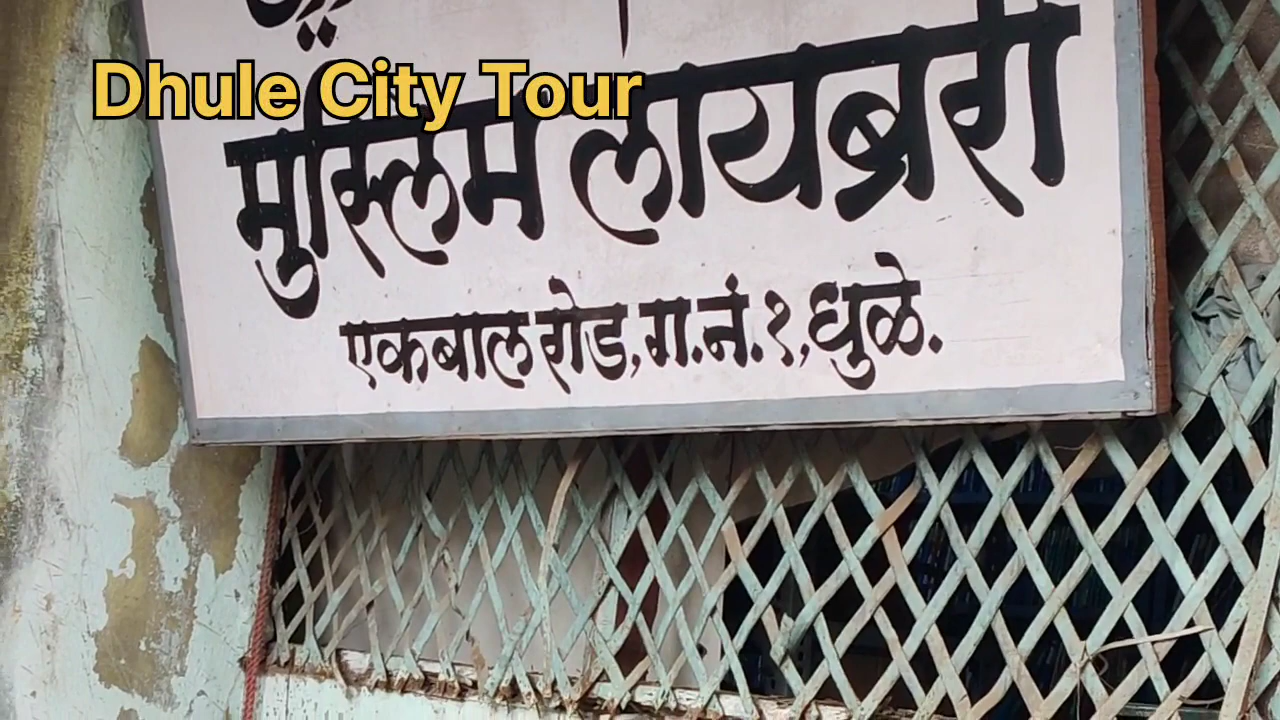 Dhule City Tour
मुस्लिम लायब्ररी
एकबाल रोड, ग.नं.१, धुळे.